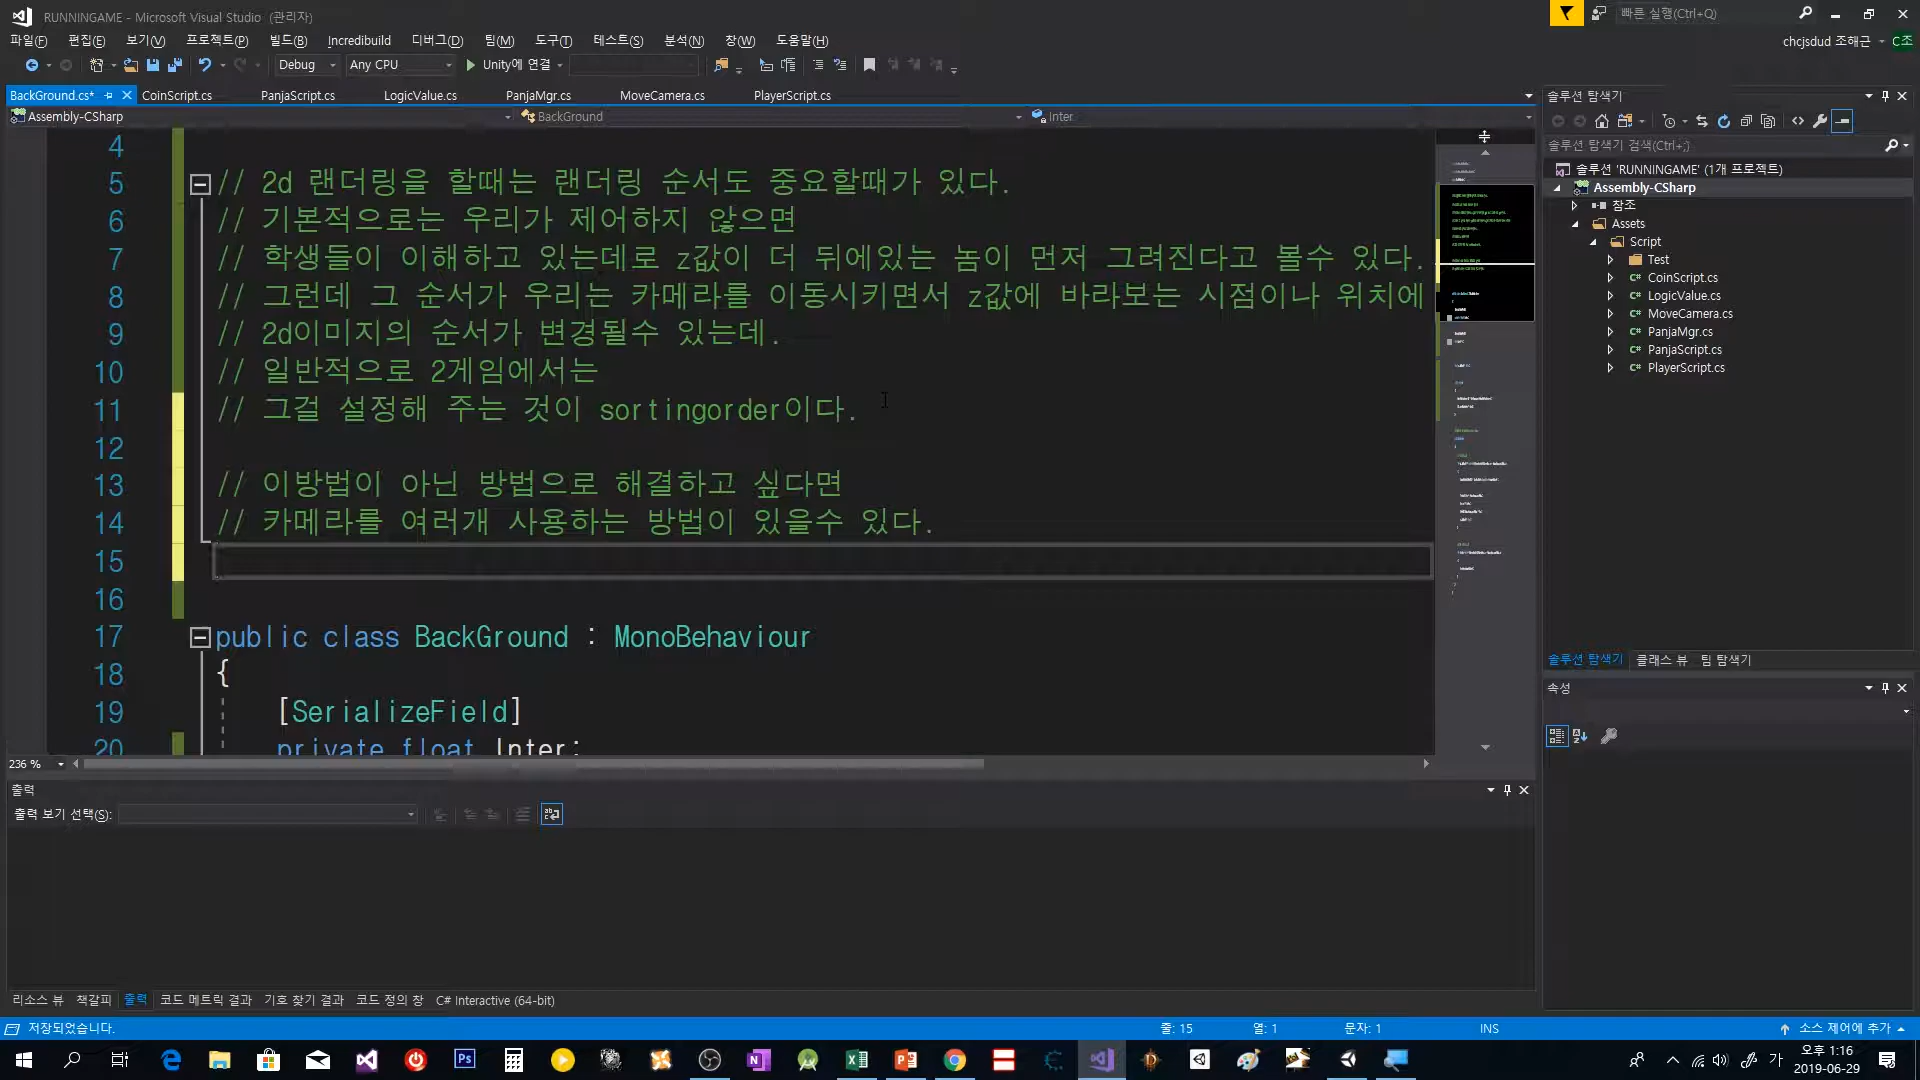 RUNNINGAME - Microsoft Visual Studio (관리자)
빠른 실행(Ctrl+Q)
파일(F) 편집(E) 보기(V) 프로젝트(P) 빌드(B) Incredibuild 디버그(D) 팀(M) 도구(T) 테스트(S) 분석(N) 창(W) 도움말(H)
chcjsdud 조해근 C조
Debug Any CPU Unity에 연결
BackGround.cs* CoinScript.cs PanjaScript.cs LogicValue.cs PanjaMgr.cs MoveCamera.cs PlayerScript.cs
Assembly-CSharp BackGround Inter
4
5 // 2d 랜더링을 할때는 랜더링 순서도 중요할때가 있다.
6 // 기본적으로는 우리가 제어하지 않으면
7 // 학생들이 이해하고 있는데로 z값이 더 뒤에있는 놈이 먼저 그려진다고 볼수 있다.
8 // 그런데 그 순서가 우리는 카메라를 이동시키면서 z값에 바라보는 시점이나 위치에
9 // 2d이미지의 순서가 변경될수 있는데.
10 // 일반적으로 2게임에서는
11 // 그걸 설정해 주는 것이 sortingorder이다.
12
13 // 이방법이 아닌 방법으로 해결하고 싶다면
14 // 카메라를 여러개 사용하는 방법이 있을수 있다.
15
16
17 public class BackGround : MonoBehaviour
18 {
19 [SerializeField]
20 private float Inter;
236 %
솔루션 탐색기
솔루션 탐색기 검색(Ctrl+;)
솔루션 'RUNNINGAME' (1개 프로젝트)
Assembly-CSharp
참조
Assets
Script
Test
C# CoinScript.cs
C# LogicValue.cs
C# MoveCamera.cs
C# PanjaMgr.cs
C# PanjaScript.cs
C# PlayerScript.cs
솔루션 탐색기 클래스 뷰 팀 탐색기
속성
출력
출력 보기 선택(S):
리소스 뷰 책갈피 출력 코드 메트릭 결과 기호 찾기 결과 코드 정의 창 C# Interactive (64-bit)
저장되었습니다. 줄: 15 열: 1 문자: 1 INS 소스 제어에 추가
가 오후 1:16
2019-06-29